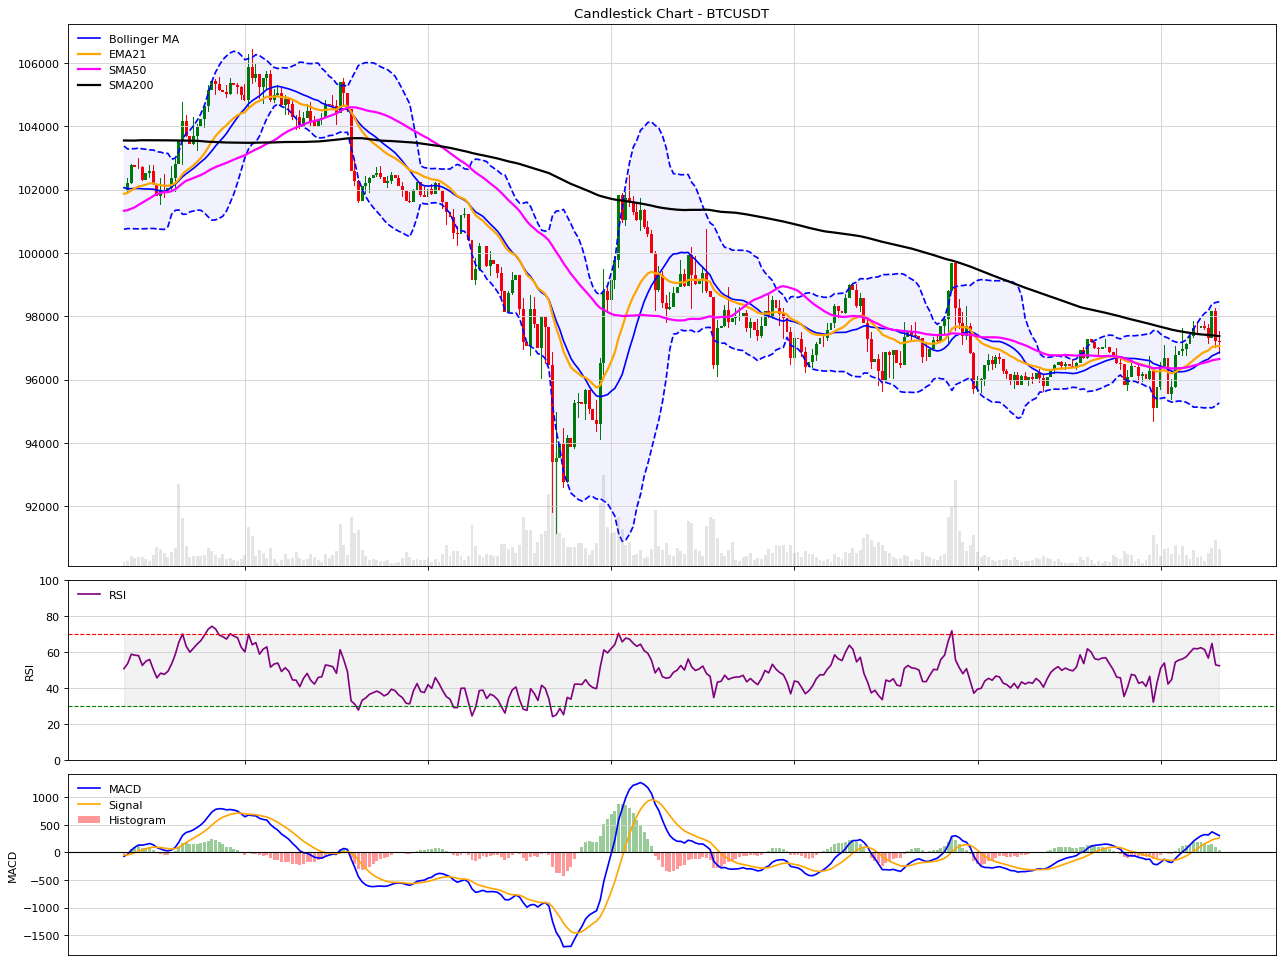 Candlestick Chart - BTCUSDT
Bollinger MA
EMA21
SMA50
SMA200
106000
104000
102000
100000
98000
96000
94000
92000
RSI
RSI
100
80
60
40
20
0
MACD
Signal
Histogram
MACD
1000
500
0
−500
−1000
−1500